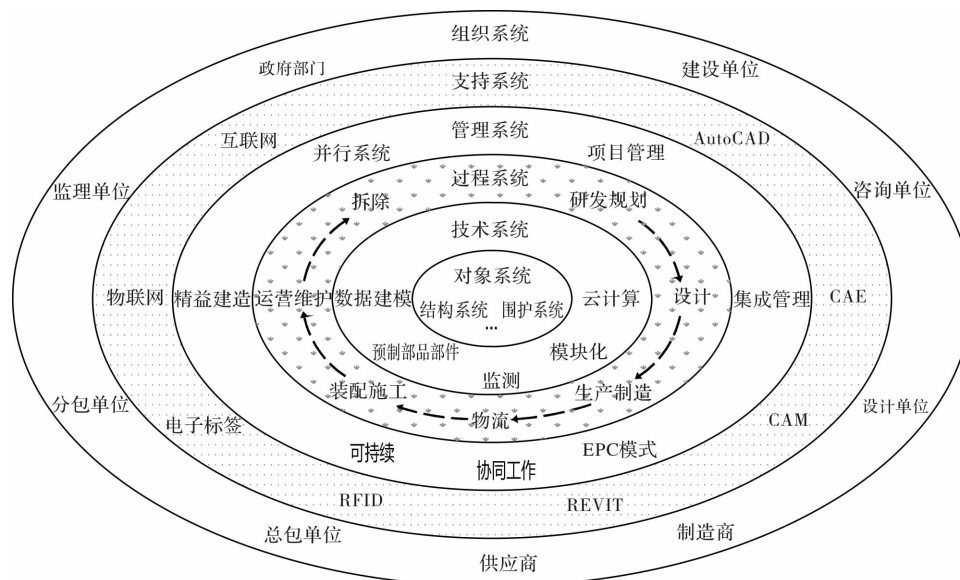 组织系统
政府部门
建设单位
支持系统
互联网
AutoCAD
管理系统
并行系统
项目管理
监理单位
过程系统
咨询单位
拆除
研发规划
技术系统
对象系统
物联网
精益建造
运营维护
数据建模
结构系统
围护系统
...
云计算
设计
集成管理
CAE
预制部品部件
模块化
监测
装配施工
生产制造
分包单位
设计单位
物流
电子标签
CAM
可持续
EPC模式
协同工作
RFID
REVIT
总包单位
制造商
供应商